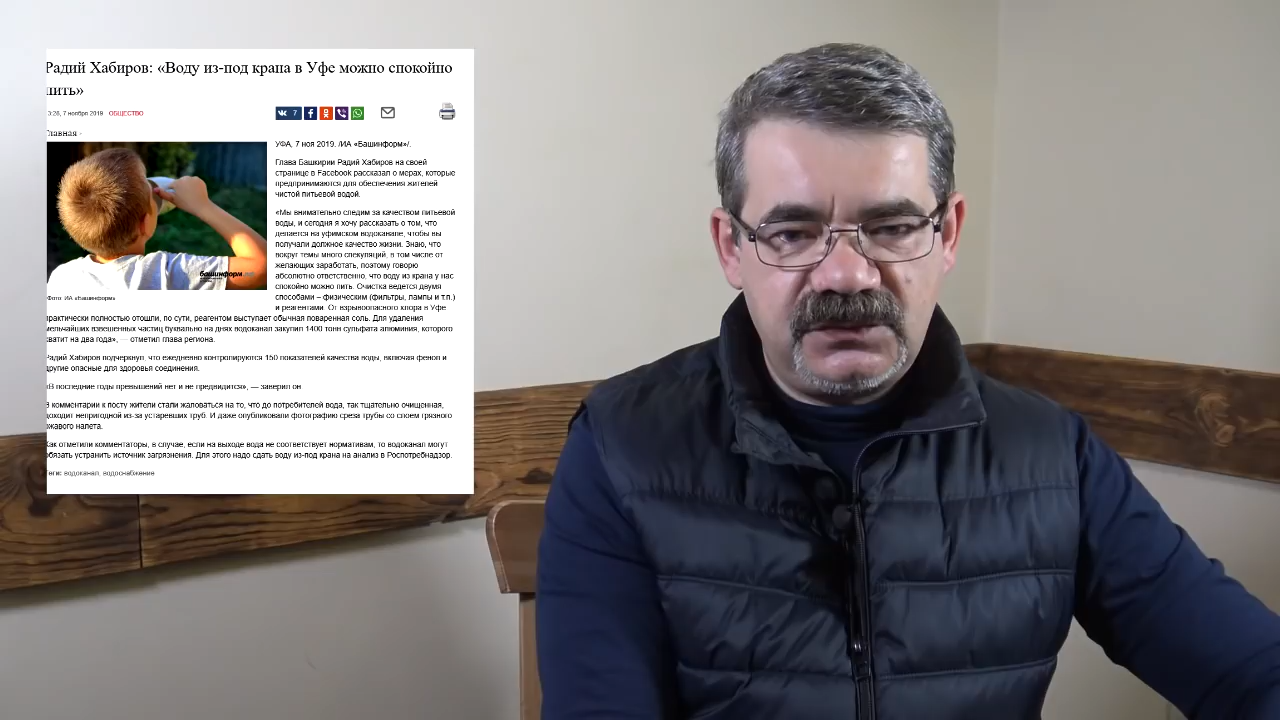 Радий Хабиров: «Воду из-под крана в Уфе можно спокойно
пить»
3:28, 7 ноября 2019 ОБЩЕСТВО
7
Главная -
УФА, 7 ноя 2019. /ИА «Башинформ»/.
Глава Башкирии Радий Хабиров на своей
странице в Facebook рассказал о мерах, которые
предпринимаются для обеспечения жителей
чистой питьевой водой.
«Мы внимательно следим за качеством питьевой
воды, и сегодня я хочу рассказать о том, что
делается на уфимском водоканале, чтобы вы
получали должное качество жизни. Знаю, что
вокруг темы много спекуляций, в том числе от
желающих заработать, поэтому говорю
абсолютно ответственно, что воду из крана у нас
спокойно можно пить. Очистка ведется двумя
способами – физическим (фильтры, лампы и т.п.)
и реагентами. От взрывоопасного хлора в Уфе
башинформ.рф
Фото: ИА «Башинформ»
практически полностью отошли, по сути, реагентом выступает обычная поваренная соль. Для удаления
мельчайших взвешенных частиц буквально на днях водоканал закупил 1400 тонн сульфата алюминия, которого
хватит на два года», — отметил глава региона.
Радий Хабиров подчеркнул, что ежедневно контролируются 150 показателей качества воды, включая фенол и
другие опасные для здоровья соединения.
«В последние годы превышений нет и не предвидится», — заверил он
В комментарии к посту жители стали жаловаться на то, что до потребителей вода, так тщательно очищенная,
доходит непригодной из-за устаревших труб. И даже опубликовали фотографию среза трубы со слоем грязного
ржавого налета.
Как отметили комментаторы, в случае, если на выходе вода не соответствует нормативам, то водоканал могут
обязать устранить источник загрязнения. Для этого надо сдать воду из-под крана на анализ в Роспотребнадзор.
Теги: водоканал, водоснабжение